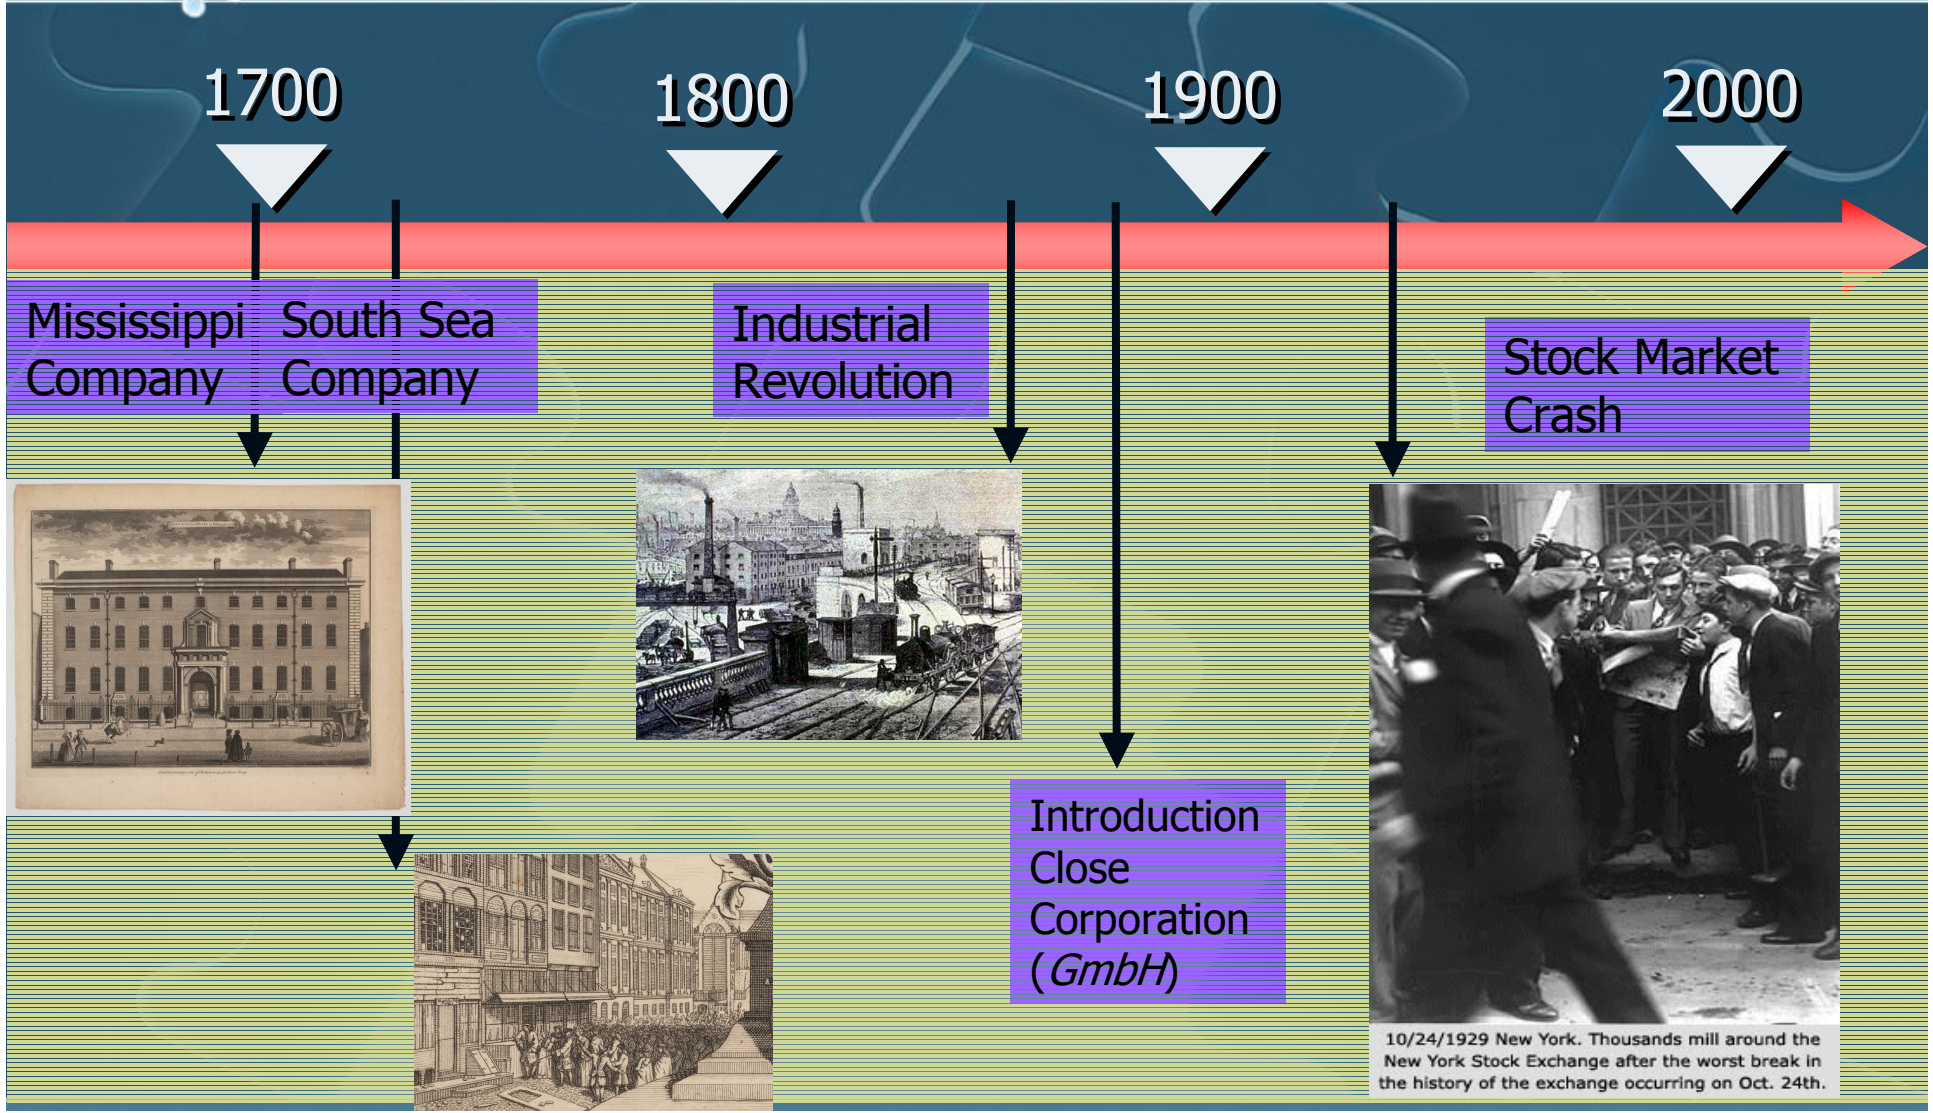 1700
1800
1900
2000
Mississippi
Company
South Sea
Company
Industrial
Revolution
Stock Market
Crash
Introduction
Close
Corporation
(GmbH)
10/24/1929 New York. Thousands mill around the
New York Stock Exchange after the worst break in
the history of the exchange occurring on Oct. 24th.